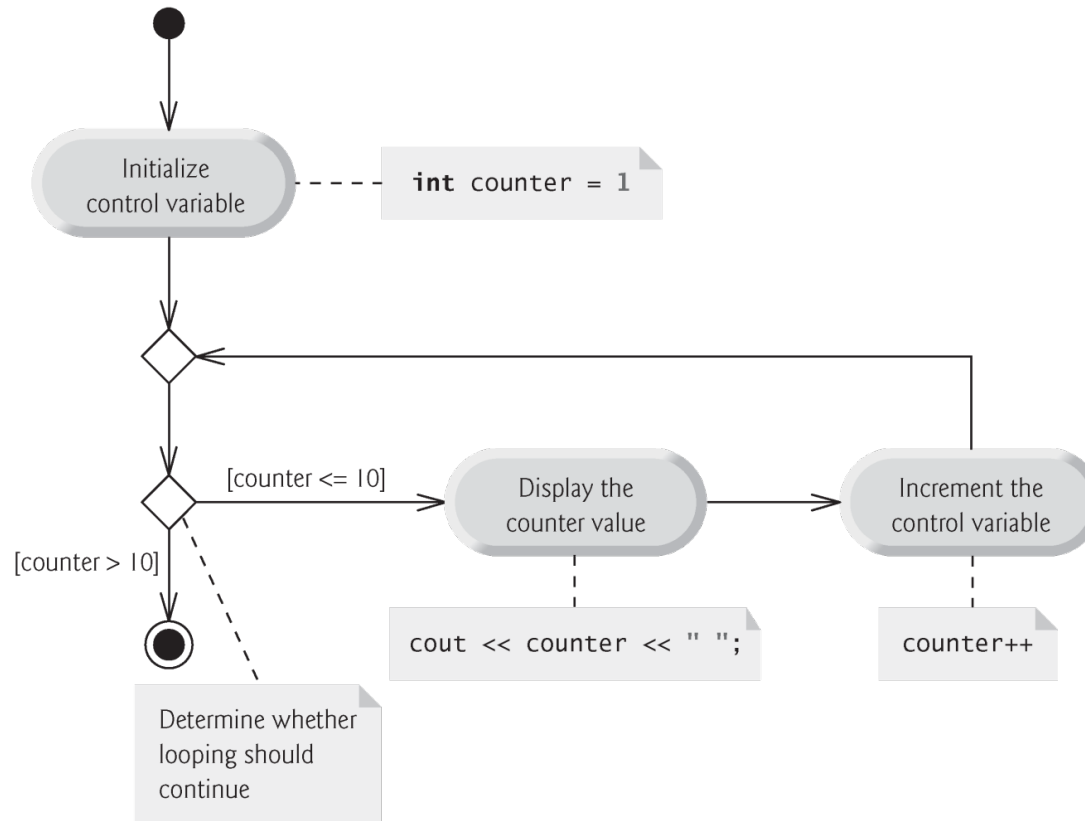 Initialize
control variable
int counter = 1
[counter <= 10]
Display the
counter value
Increment the
control variable
[counter > 10]
cout << counter << " ";
counter++
Determine whether
looping should
continue